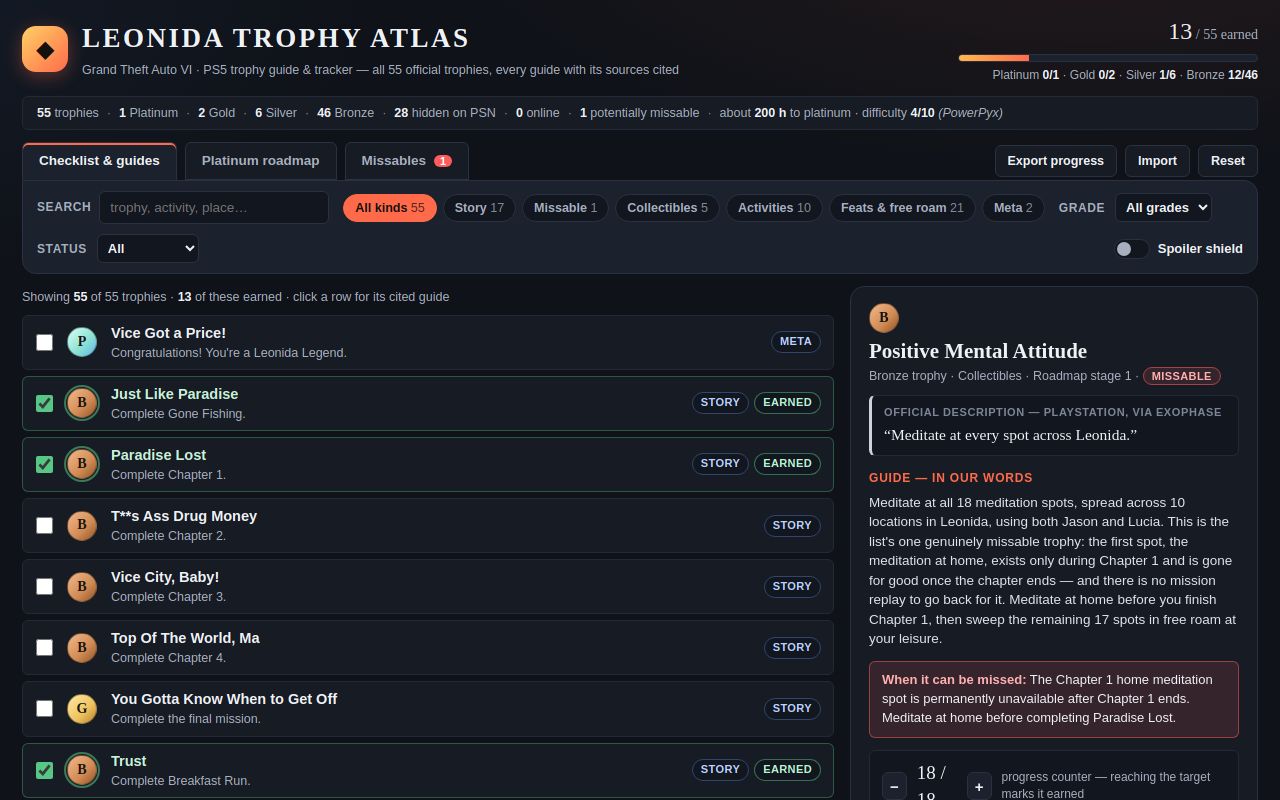 ◆
LEONIDA TROPHY ATLAS
Grand Theft Auto VI · PS5 trophy guide & tracker — all 55 official trophies, every guide with its sources cited
13 / 55 earned
Platinum 0/1 · Gold 0/2 · Silver 1/6 · Bronze 12/46
55 trophies · 1 Platinum · 2 Gold · 6 Silver · 46 Bronze · 28 hidden on PSN · 0 online · 1 potentially missable · about 200 h to platinum · difficulty 4/10 (PowerPyx)
Checklist & guides
Platinum roadmap
Missables 1
Export progress
Import
Reset
SEARCH
trophy, activity, place…
All kinds 55
Story 17
Missable 1
Collectibles 5
Activities 10
Feats & free roam 21
Meta 2
GRADE
All grades
STATUS
All
Spoiler shield
Showing 55 of 55 trophies · 13 of these earned · click a row for its cited guide
P
Vice Got a Price!
Congratulations! You're a Leonida Legend.
META
B
Just Like Paradise
Complete Gone Fishing.
STORY
EARNED
B
Paradise Lost
Complete Chapter 1.
STORY
EARNED
B
T**s Ass Drug Money
Complete Chapter 2.
STORY
B
Vice City, Baby!
Complete Chapter 3.
STORY
B
Top Of The World, Ma
Complete Chapter 4.
STORY
G
You Gotta Know When to Get Off
Complete the final mission.
STORY
B
Trust
Complete Breakfast Run.
STORY
EARNED
B
Positive Mental Attitude
Bronze trophy · Collectibles · Roadmap stage 1 · MISSABLE
OFFICIAL DESCRIPTION — PLAYSTATION, VIA EXOPHASE
“Meditate at every spot across Leonida.”
GUIDE — IN OUR WORDS
Meditate at all 18 meditation spots, spread across 10
locations in Leonida, using both Jason and Lucia. This is the
list's one genuinely missable trophy: the first spot, the
meditation at home, exists only during Chapter 1 and is gone
for good once the chapter ends — and there is no mission
replay to go back for it. Meditate at home before you finish
Chapter 1, then sweep the remaining 17 spots in free roam at
your leisure.
When it can be missed: The Chapter 1 home meditation
spot is permanently unavailable after Chapter 1 ends.
Meditate at home before completing Paradise Lost.
−
18 /
18
+
progress counter — reaching the target
marks it earned